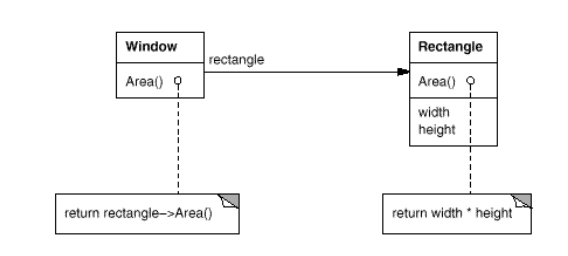 Window
Area()
rectangle
Rectangle
Area()
width
height
return rectangle–>Area()
return width * height